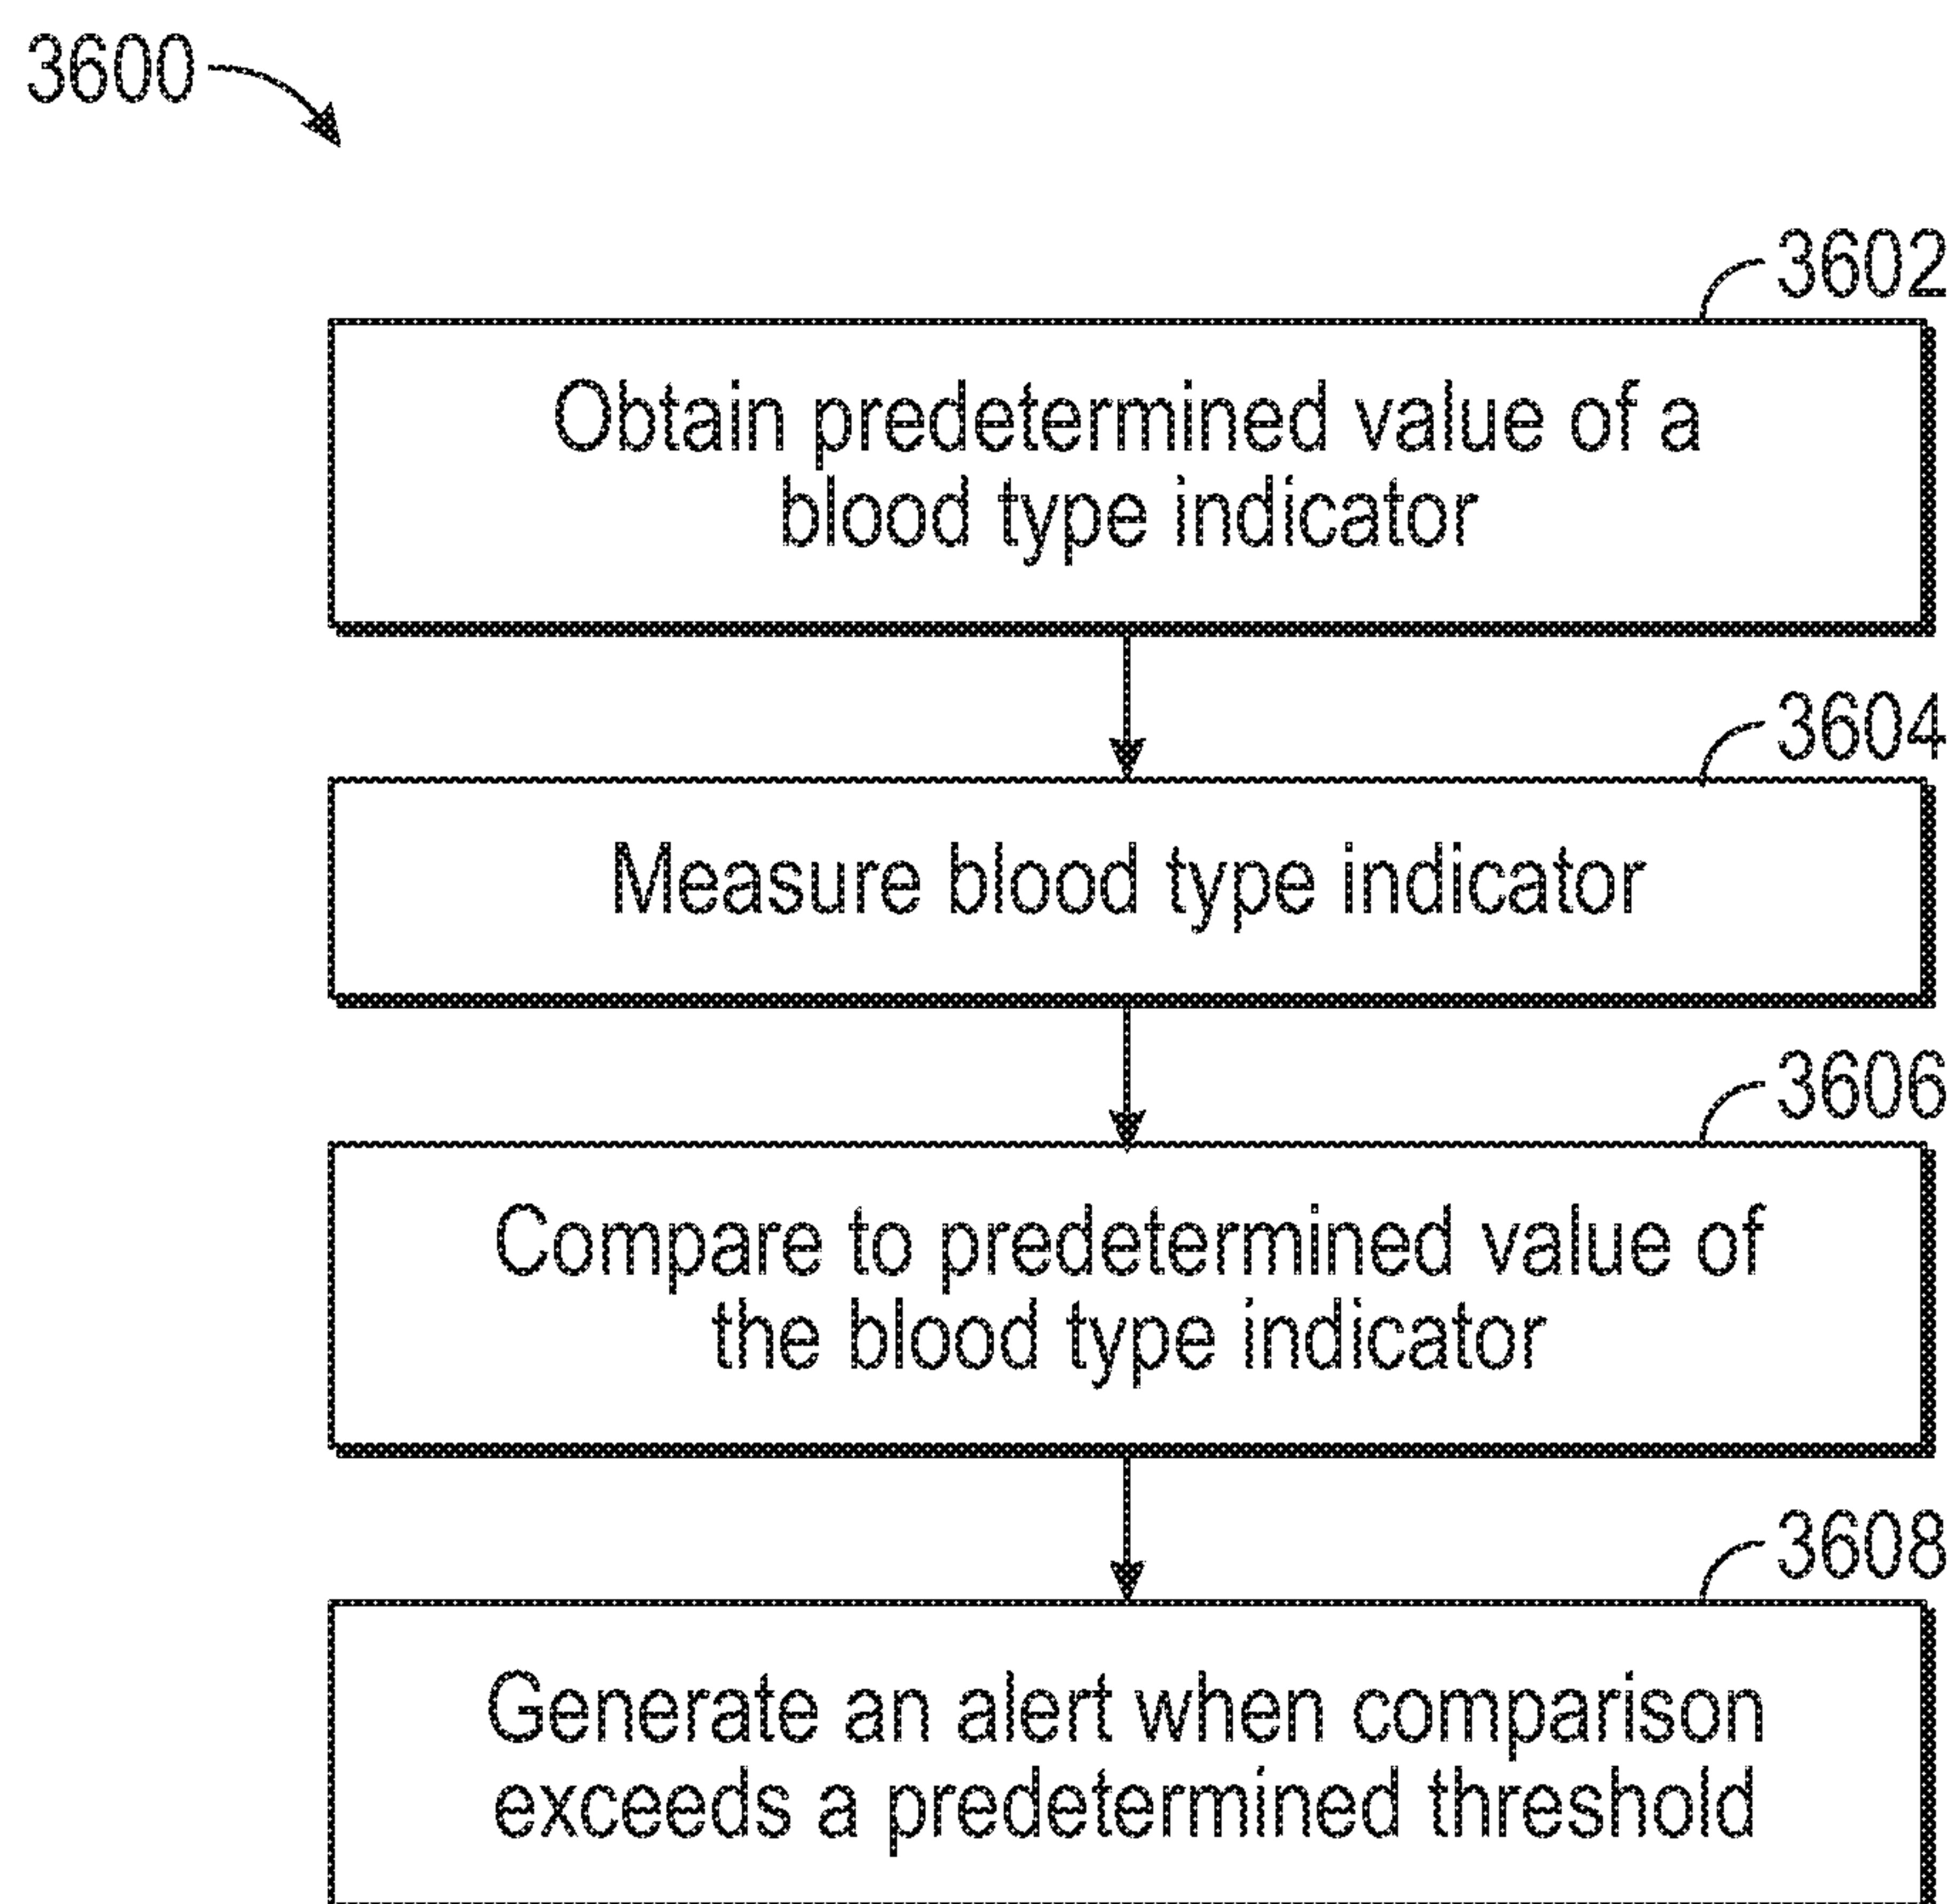 3600
3602
Obtain predetermined value of a
blood type indicator
3604
Measure blood type indicator
3606
Compare to predetermined value of
the blood type indicator
3608
Generate an alert when comparison
exceeds a predetermined threshold